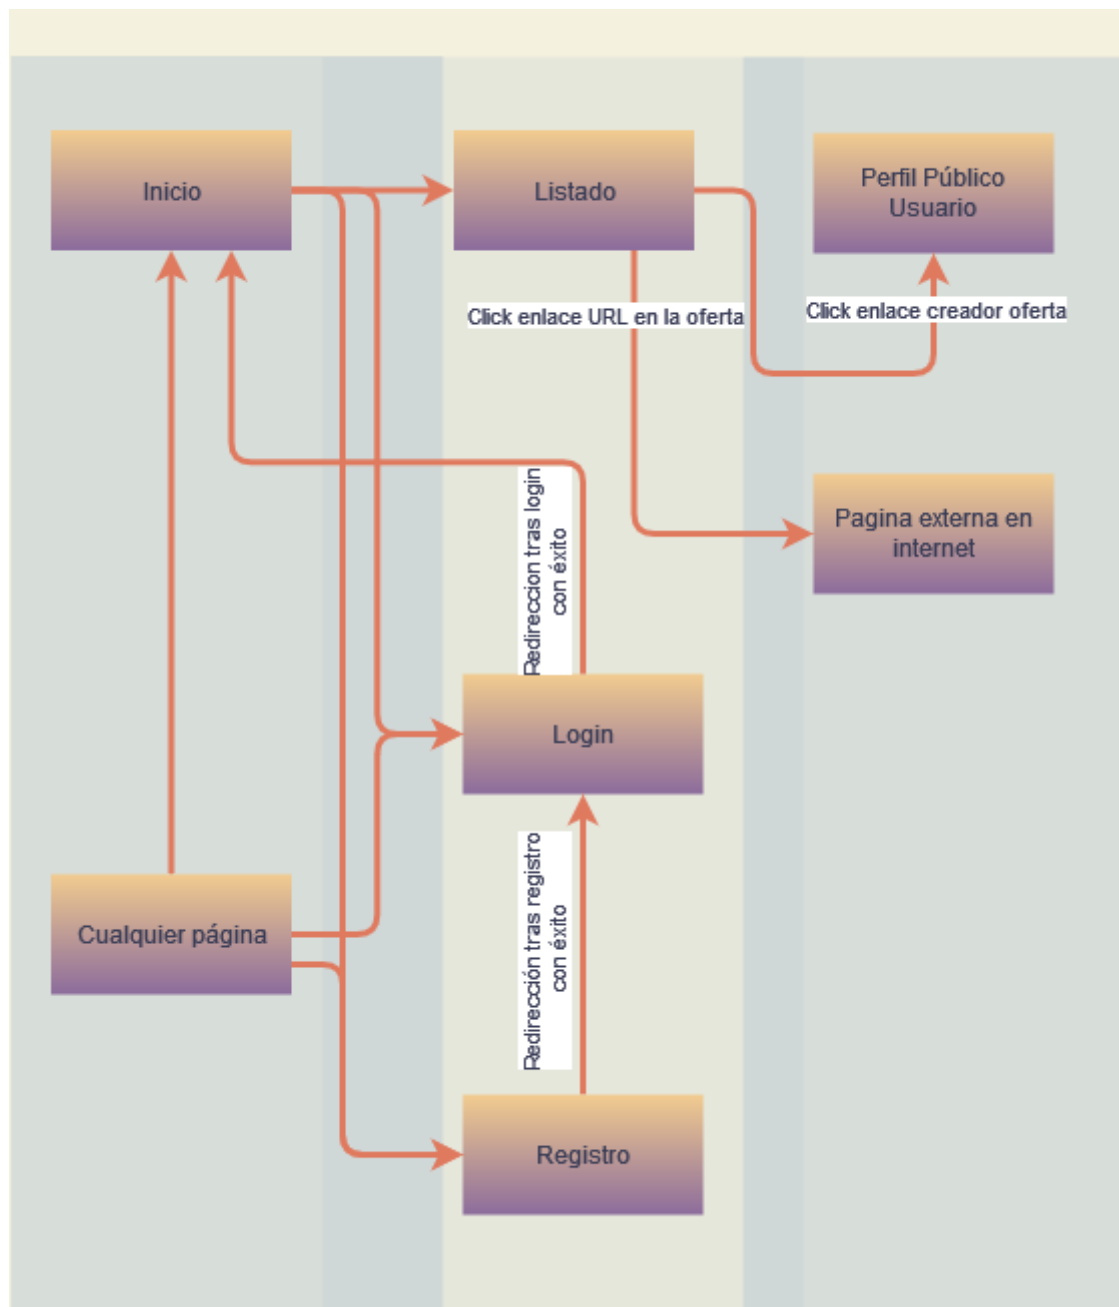 Inicio
Listado
Perfil Público
Usuario
Click enlace URL en la oferta
Click enlace creador oferta
Redireccion tras login
con éxito
Pagina externa en
internet
Login
Redirección tras registro
con éxito
Cualquier página
Registro